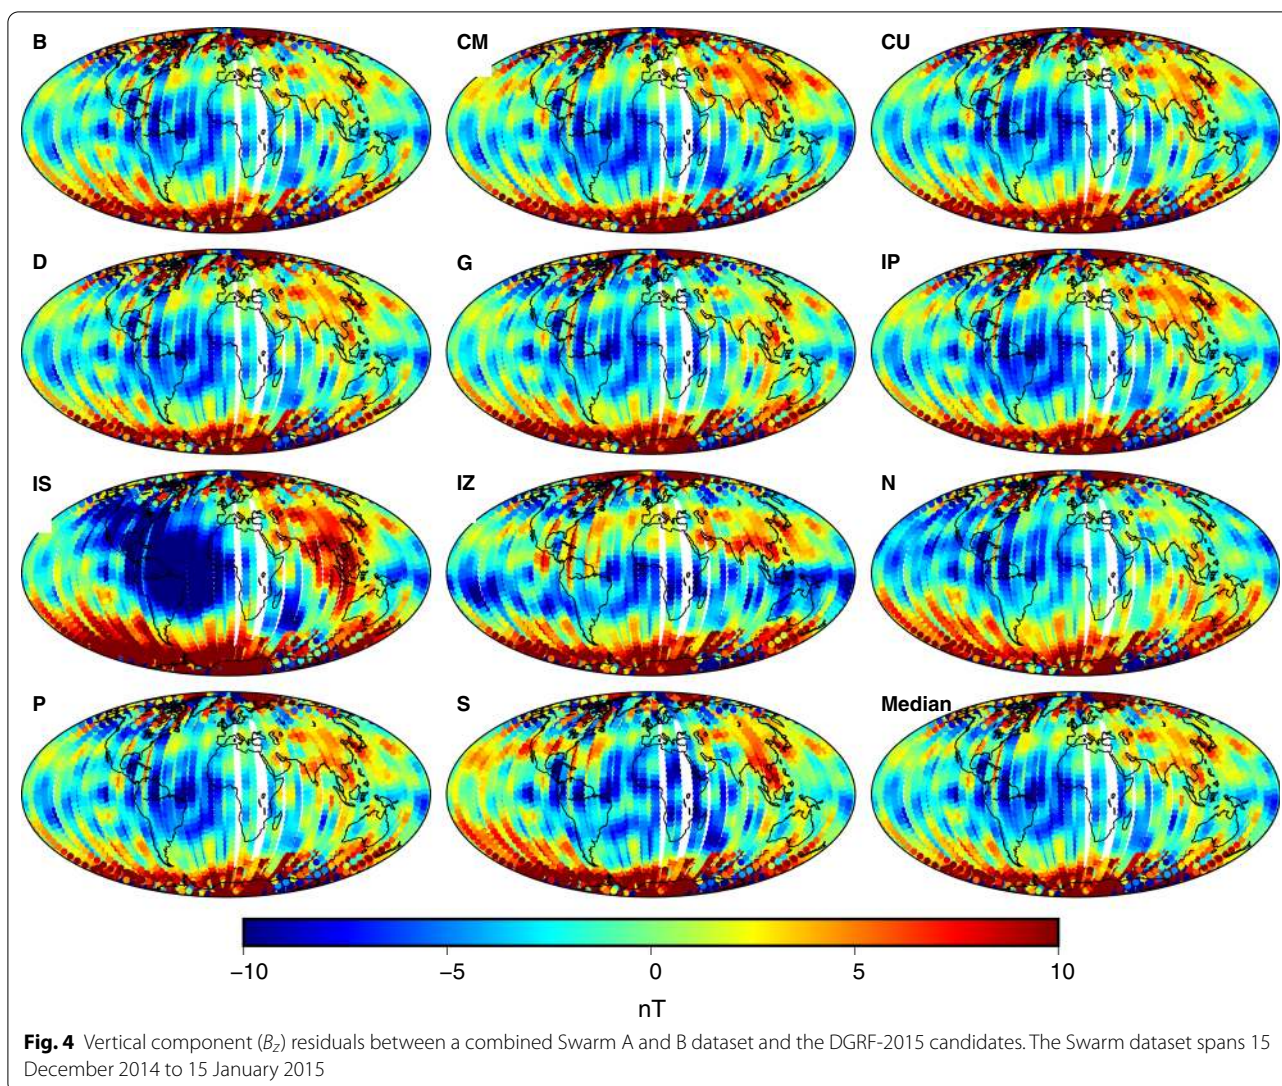 B
CM
CU
D
G
IP
IS
IZ
N
P
S
Median
−10
−5
0
5
10
nT
Fig. 4 Vertical component (Bz) residuals between a combined Swarm A and B dataset and the DGRF-2015 candidates. The Swarm dataset spans 15
December 2014 to 15 January 2015